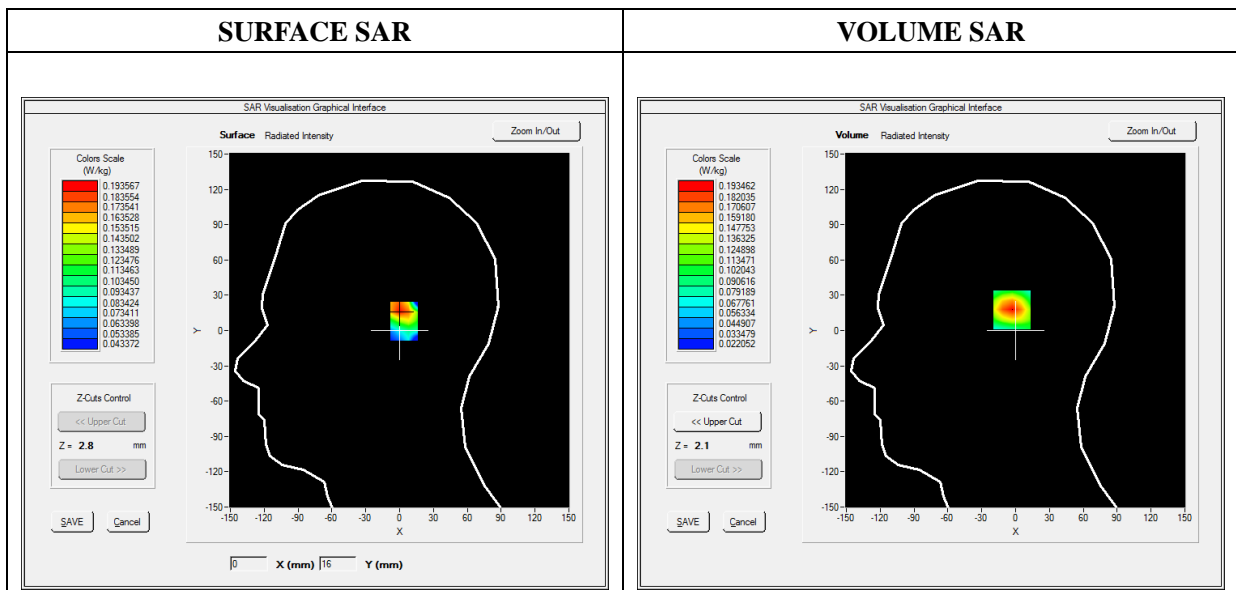 SURFACE SAR
VOLUME SAR
SAR Visualisation Graphical Interface
Surface Radiated Intensity
Zoom In/Out
Colors Scale
(W/kg)
0.193567
0.183554
0.173541
0.163528
0.153515
0.143502
0.133489
0.123476
0.113463
0.103450
0.093437
0.083424
0.073411
0.063398
0.053385
0.043372
Z-Cuts Control
<< Upper Cut
Z = 2.8 mm
Lower Cut >>
SAVE Cancel
150
120
90
60
30
0
-30
-60
-90
-120
-150
Y
-150 -120 -90 -60 -30 0 30 60 90 120 150
X
0 X (mm) 16 Y (mm)
SAR Visualisation Graphical Interface
Volume Radiated Intensity
Zoom In/Out
Colors Scale
(W/kg)
0.193462
0.182035
0.170607
0.159180
0.147753
0.136325
0.124898
0.113471
0.102043
0.090616
0.079189
0.067761
0.056334
0.044907
0.033479
0.022052
Z-Cuts Control
<< Upper Cut
Z = 2.1 mm
Lower Cut >>
SAVE Cancel
150
120
90
60
30
0
-30
-60
-90
-120
-150
Y
-150 -120 -90 -60 -30 0 30 60 90 120 150
X